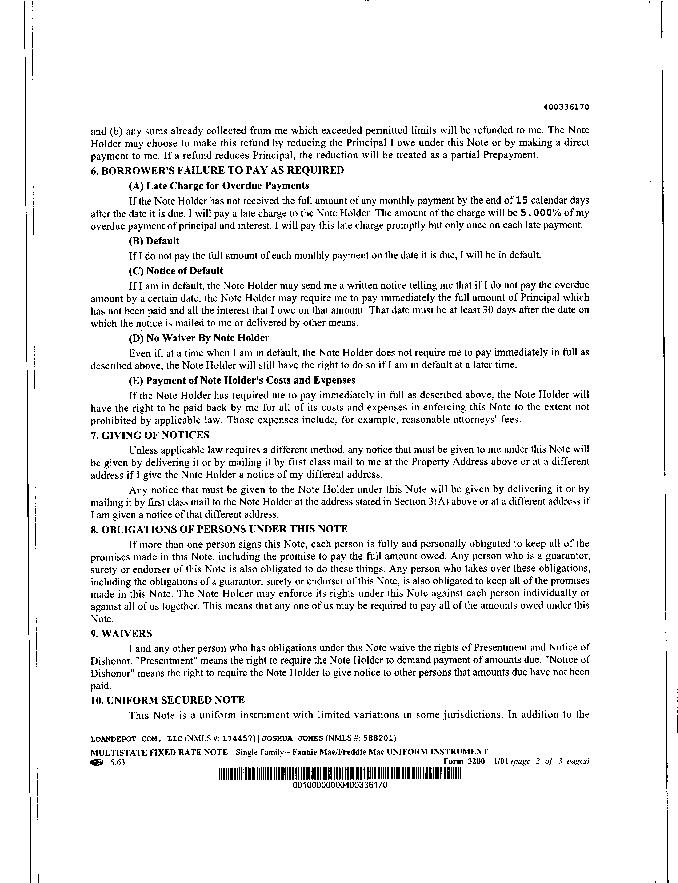 400336170
and (b) any sums already collected from me which exceeded permitted limits will be refunded to me. The Note
Holder may choose to make this refund by reducing the Principal I owe under this Note or by making a direct
payment to me. If a refund reduces Principal, the reduction will be treated as a partial Prepayment.
6. BORROWER'S FAILURE TO PAY AS REQUIRED
(A) Late Charge for Overdue Payments
If the Note Holder has not received the full amount of any monthly payment by the end of 15 calendar days
after the date it is due, I will pay a late charge to the Note Holder. The amount of the charge will be 5.000% of my
overdue payment of principal and interest. I will pay this late charge promptly but only once on each late payment.
(B) Default
If I do not pay the full amount of each monthly payment on the date it is due, I will be in default.
(C) Notice of Default
If I am in default, the Note Holder may send me a written notice telling me that if I do not pay the overdue
amount by a certain date, the Note Holder may require me to pay immediately the full amount of Principal which
has not been paid and all the interest that I owe on that amount. That date must be at least 30 days after the date on
which the notice is mailed to me or delivered by other means.
(D) No Waiver By Note Holder
Even if, at a time when I am in default, the Note Holder does not require me to pay immediately in full as
described above, the Note Holder will still have the right to do so if I am in default at a later time.
(E) Payment of Note Holder's Costs and Expenses
If the Note Holder has required me to pay immediately in full as described above, the Note Holder will
have the right to be paid back by me for all of its costs and expenses in enforcing this Note to the extent not
prohibited by applicable law. Those expenses include, for example, reasonable attorneys' fees.
7. GIVING OF NOTICES
Unless applicable law requires a different method, any notice that must be given to me under this Note will
be given by delivering it or by mailing it by first class mail to me at the Property Address above or at a different
address if I give the Note Holder a notice of my different address.
Any notice that must be given to the Note Holder under this Note will be given by delivering it or by
mailing it by first class mail to the Note Holder at the address stated in Section 3(A) above or at a different address if
I am given a notice of that different address.
8. OBLIGATIONS OF PERSONS UNDER THIS NOTE
If more than one person signs this Note, each person is fully and personally obligated to keep all of the
promises made in this Note, including the promise to pay the full amount owed. Any person who is a guarantor,
surety or endorser of this Note is also obligated to do these things. Any person who takes over these obligations,
including the obligations of a guarantor, surety or endorser of this Note, is also obligated to keep all of the promises
made in this Note. The Note Holder may enforce its rights under this Note against each person individually or
against all of us together. This means that any one of us may be required to pay all of the amounts owed under this
Note.
9. WAIVERS
I and any other person who has obligations under this Note waive the rights of Presentment and Notice of
Dishonor. "Presentment" means the right to require the Note Holder to demand payment of amounts due. "Notice of
Dishonor" means the right to require the Note Holder to give notice to other persons that amounts due have not been
paid.
10. UNIFORM SECURED NOTE
This Note is a uniform instrument with limited variations in some jurisdictions. In addition to the
LOANDEPOT COM, LLC (NMLS #: 174457) | JOSHUA JONES (NMLS #: 588201)
MULTISTATE FIXED RATE NOTE - Single Family - Fannie Mae/Freddie Mac UNIFORM INSTRUMENT
5.63 Form 3200 1/01 (page 2 of 3 pages)